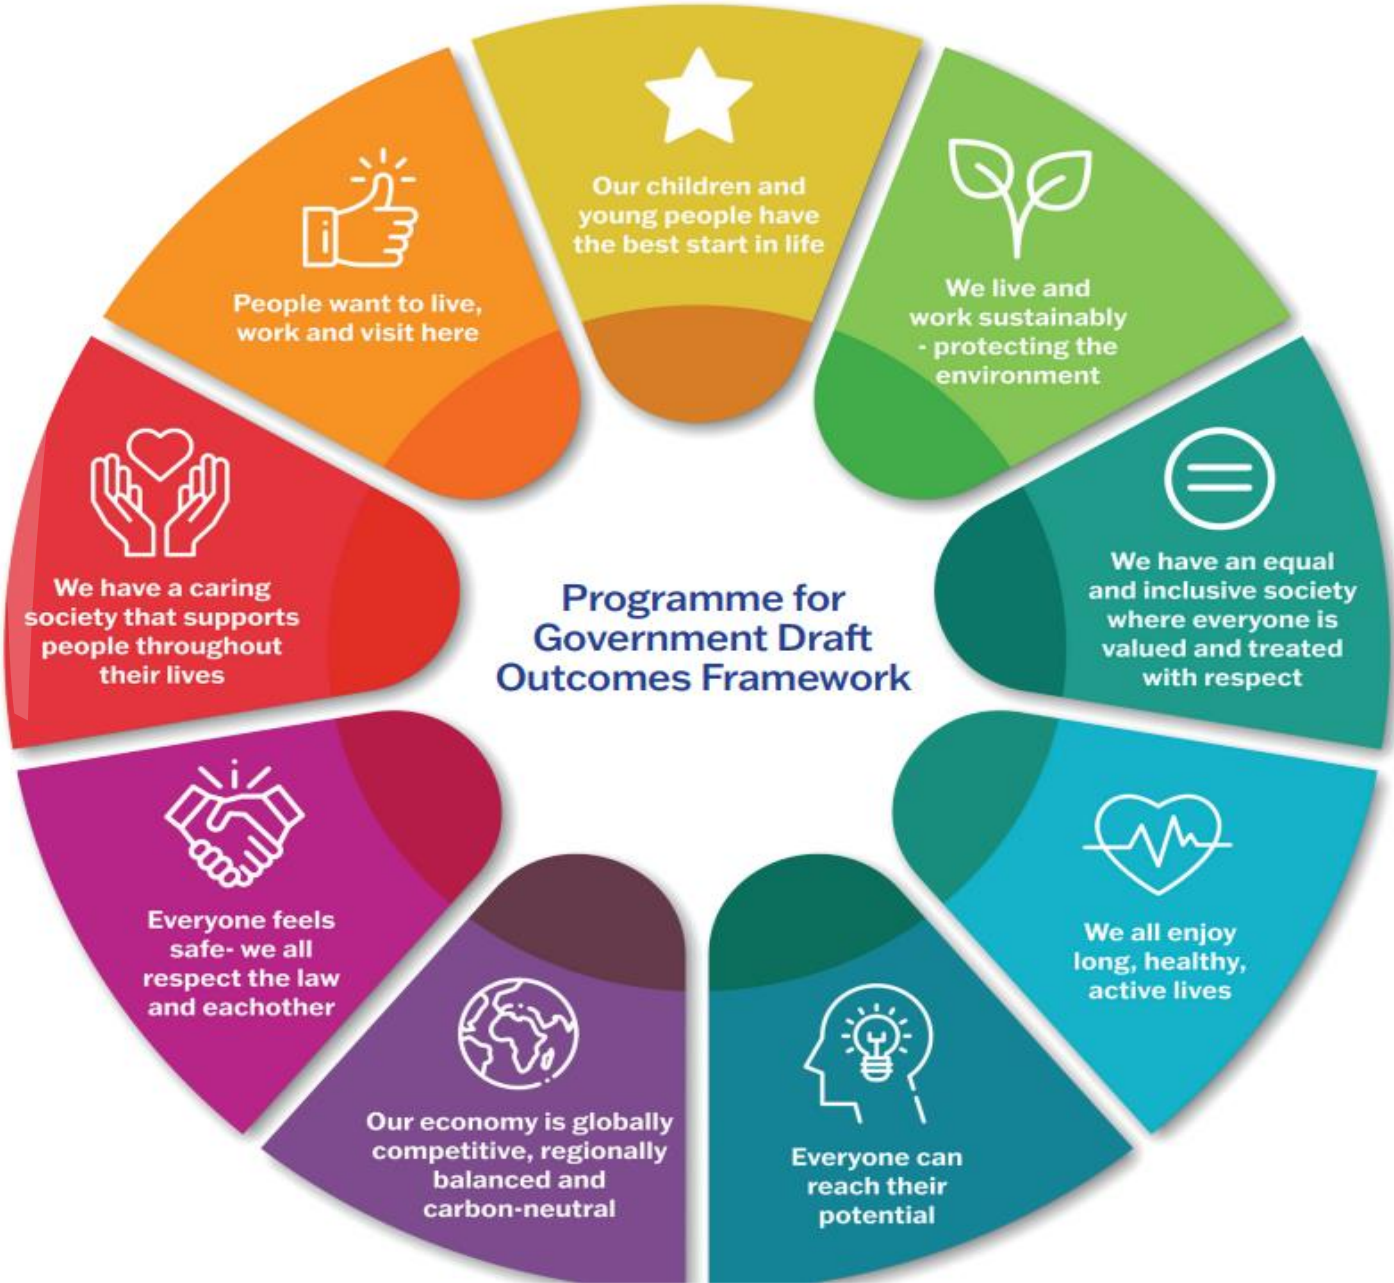 Our children and
young people have
the best start in life
We live and
work sustainably
- protecting the
environment
We have an equal
and inclusive society
where everyone is
valued and treated
with respect
We all enjoy
long, healthy,
active lives
Everyone can
reach their
potential
Our economy is globally
competitive, regionally
balanced and
carbon-neutral
Everyone feels
safe- we all
respect the law
and eachother
We have a caring
society that supports
people throughout
their lives
People want to live,
work and visit here
Programme for
Government Draft
Outcomes Framework